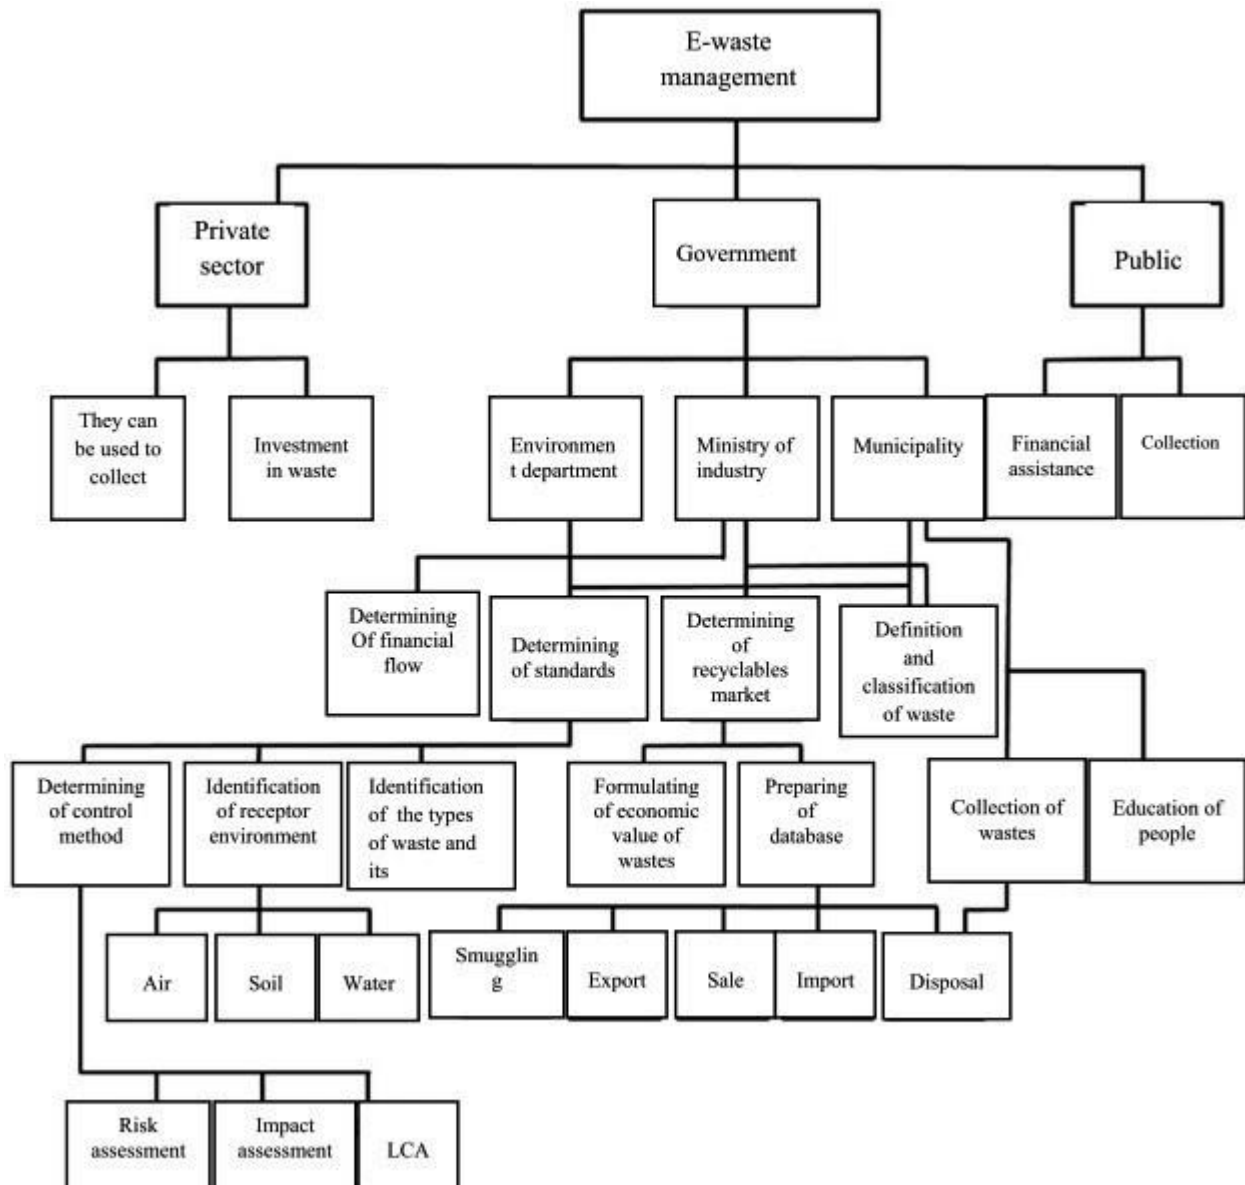 E-waste
management
Private
sector
Government
Public
They can
be used to
collect
Investment
in waste
Environmen
t department
Ministry of
industry
Municipality
Financial
assistance
Collection
Determining
Of financial
flow
Determining
of standards
Determining
of
recyclables
market
Definition
and
classification
of waste
Determining
of control
method
Identification
of receptor
environment
Identification
of the types
of waste and
its
Formulating
of economic
value of
wastes
Preparing
of
database
Collection of
wastes
Education of
people
Air
Soil
Water
Smugglin
g
Export
Sale
Import
Disposal
Risk
assessment
Impact
assessment
LCA